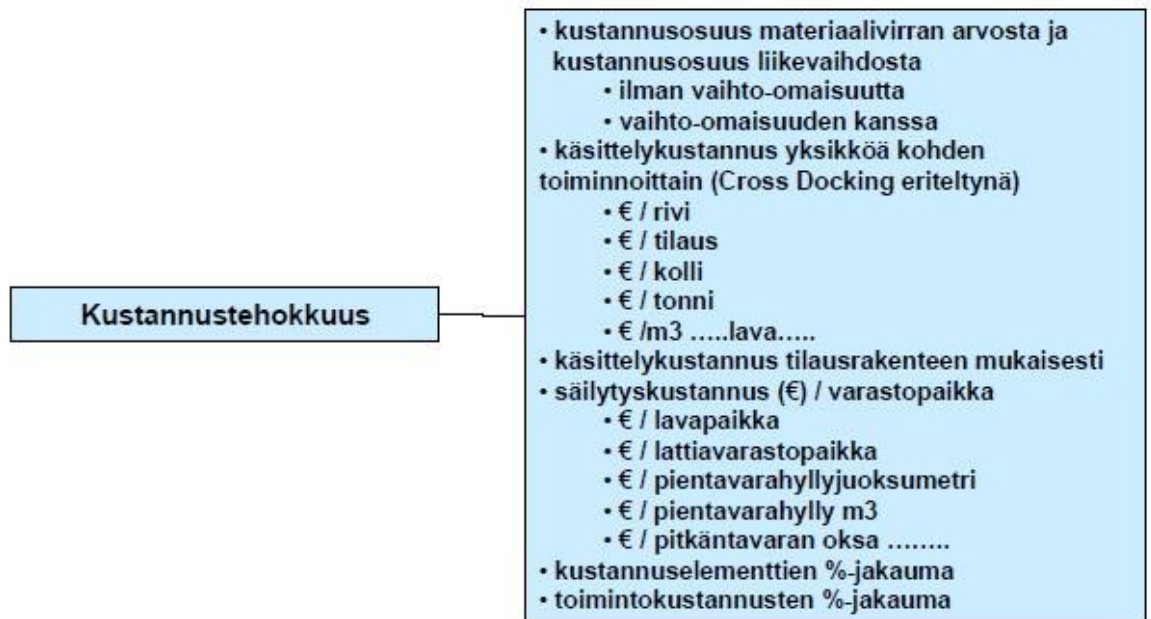 Kustannustehokkuus
• kustannusosuus materiaalivirran arvosta ja
kustannusosuus liikevaihdosta
• ilman vaihto-omaisuutta
• vaihto-omaisuuden kanssa
• käsittelykustannus yksikköä kohden
toiminnoittain (Cross Docking eriteltynä)
• € / rivi
• € / tilaus
• € / kolli
• € / tonni
• € /m3 .....lava.....
• käsittelykustannus tilausrakenteen mukaisesti
• säilytyskustannus (€) / varastopaikka
• € / lavapaikka
• € / lattiavarastopaikka
• € / pientavarahyllyjuoksumetri
• € / pientavarahylly m3
• € / pitkäntavaran oksa ........
• kustannuselementtien %-jakauma
• toimintokustannusten %-jakauma